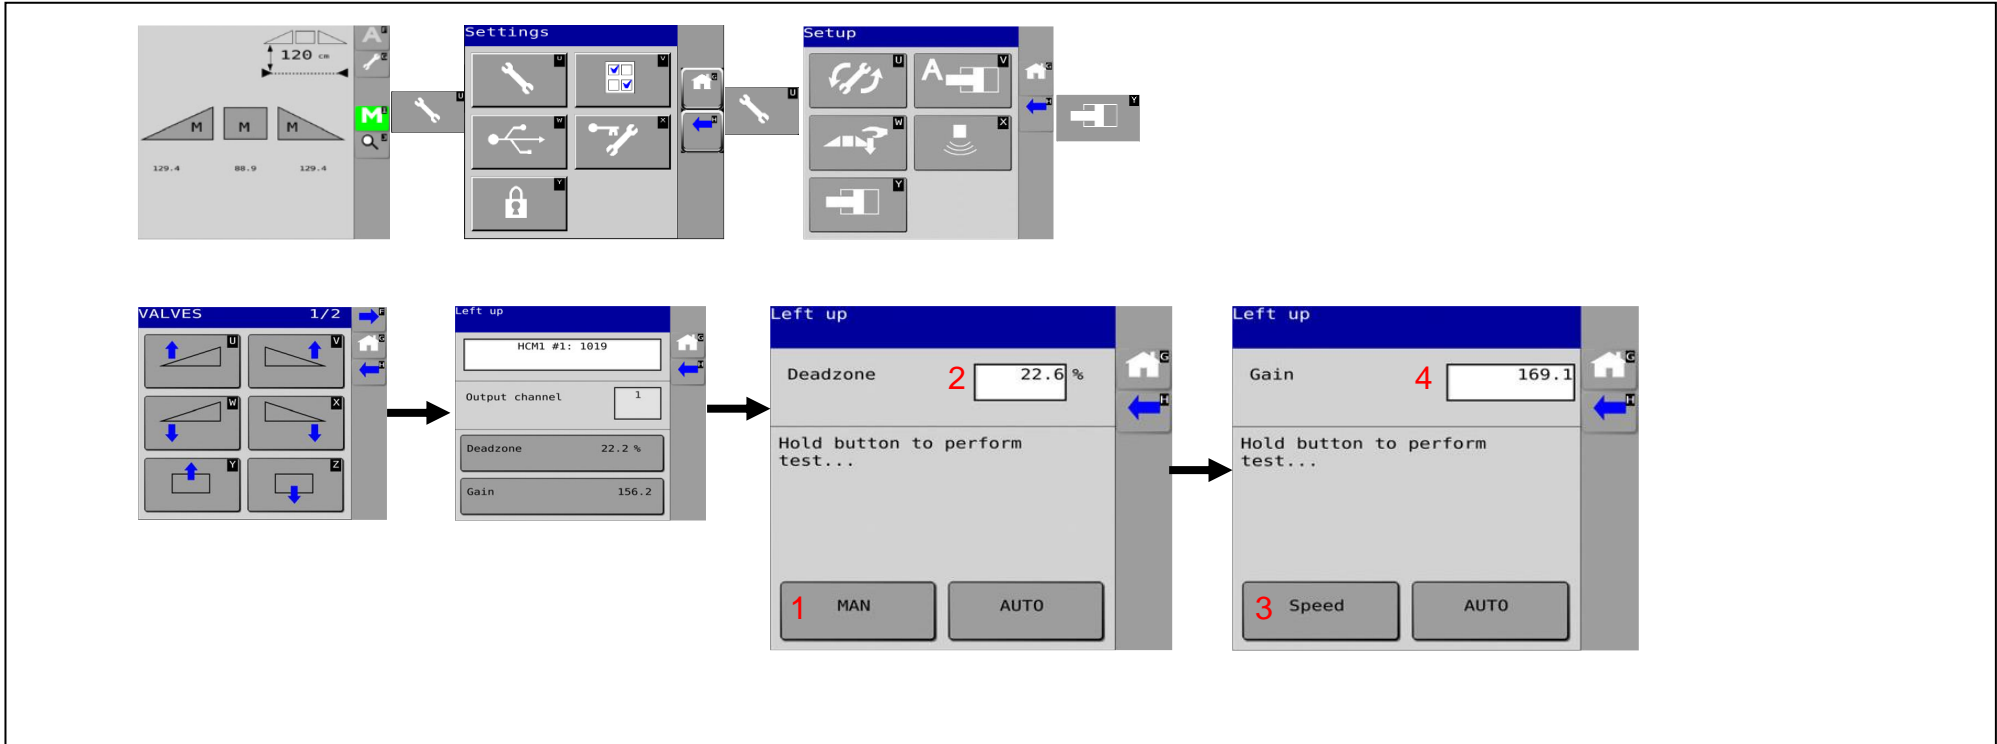 A F
120 cm
E
M I
J
M M M
129.4 88.9 129.4
U
Settings
U V
G
W X
H
Y
U
Setup
U A V
G
H
W X
Y
Y
VALVES 1/2
F
U V
G
H
W X
Y Z
Left up
HCM1 #1: 1019
G
H
Output channel 1
Deadzone 22.2 %
Gain 156.2
Left up
Deadzone 2 22.6 %
G
H
Hold button to perform
test...
1 MAN AUTO
Left up
Gain 4 169.1
G
H
Hold button to perform
test...
3 Speed AUTO